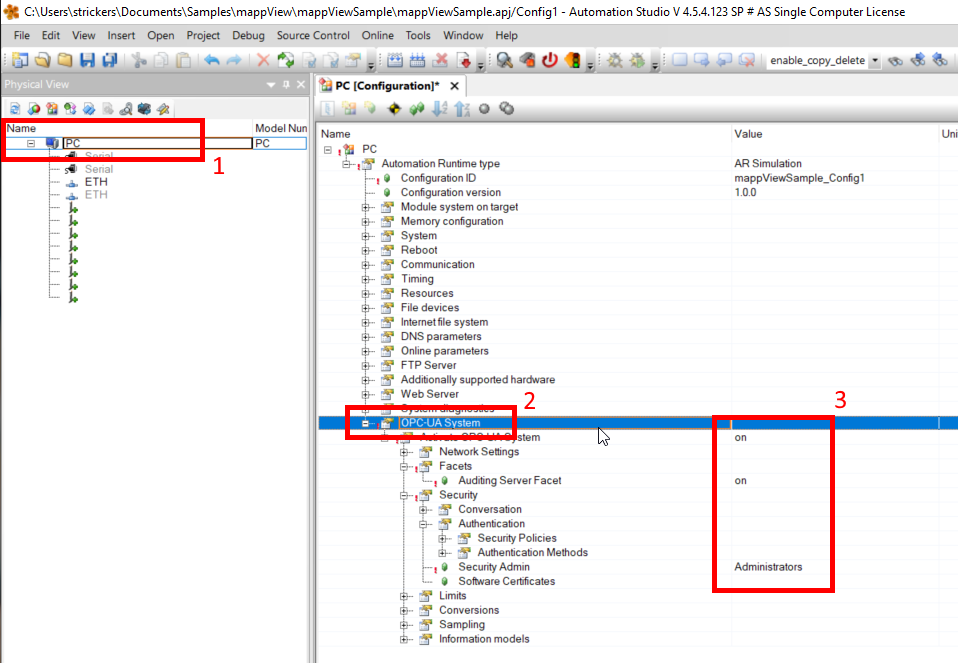 C:\Users\strickers\Documents\Samples\mappView\mappViewSample\mappViewSample.apj/Config1 - Automation Studio V 4.5.4.123 SP # AS Single Computer License
File Edit View Insert Open Project Debug Source Control Online Tools Window Help
enable_copy_delete
Physical View
PC [Configuration]*
Name Model Nun
PC PC
1
Serial
Serial
ETH
ETH
Name Value Uni
PC
Automation Runtime type AR Simulation
Configuration ID mappViewSample_Config1
Configuration version 1.0.0
Module system on target
Memory configuration
System
Reboot
Communication
Timing
Resources
File devices
Internet file system
DNS parameters
Online parameters
FTP Server
Additionally supported hardware
Web Server
System diagnostics
2
3
OPC-UA System
Activate OPC-UA System on
Network Settings
Facets
Auditing Server Facet on
Security
Conversation
Authentication
Security Policies
Authentication Methods
Security Admin Administrators
Software Certificates
Limits
Conversions
Sampling
Information models